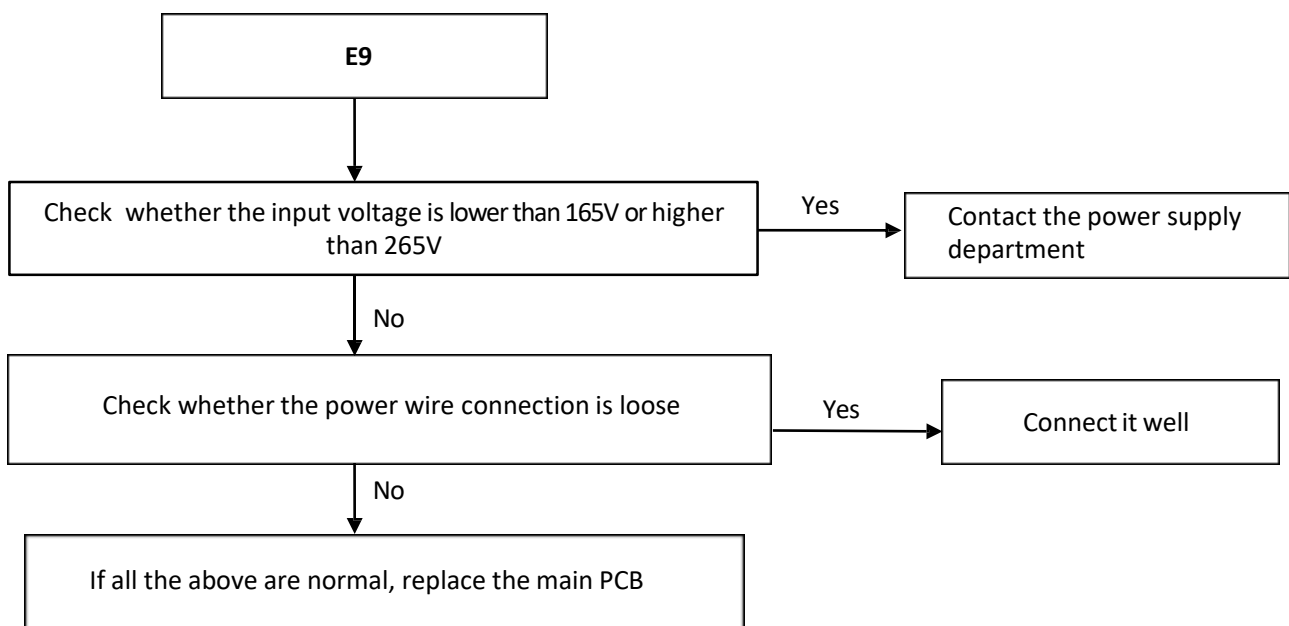 E9
Check whether the input voltage is lower than 165V or higher
than 265V
Yes
Contact the power supply
department
No
Check whether the power wire connection is loose
Yes
Connect it well
No
If all the above are normal, replace the main PCB